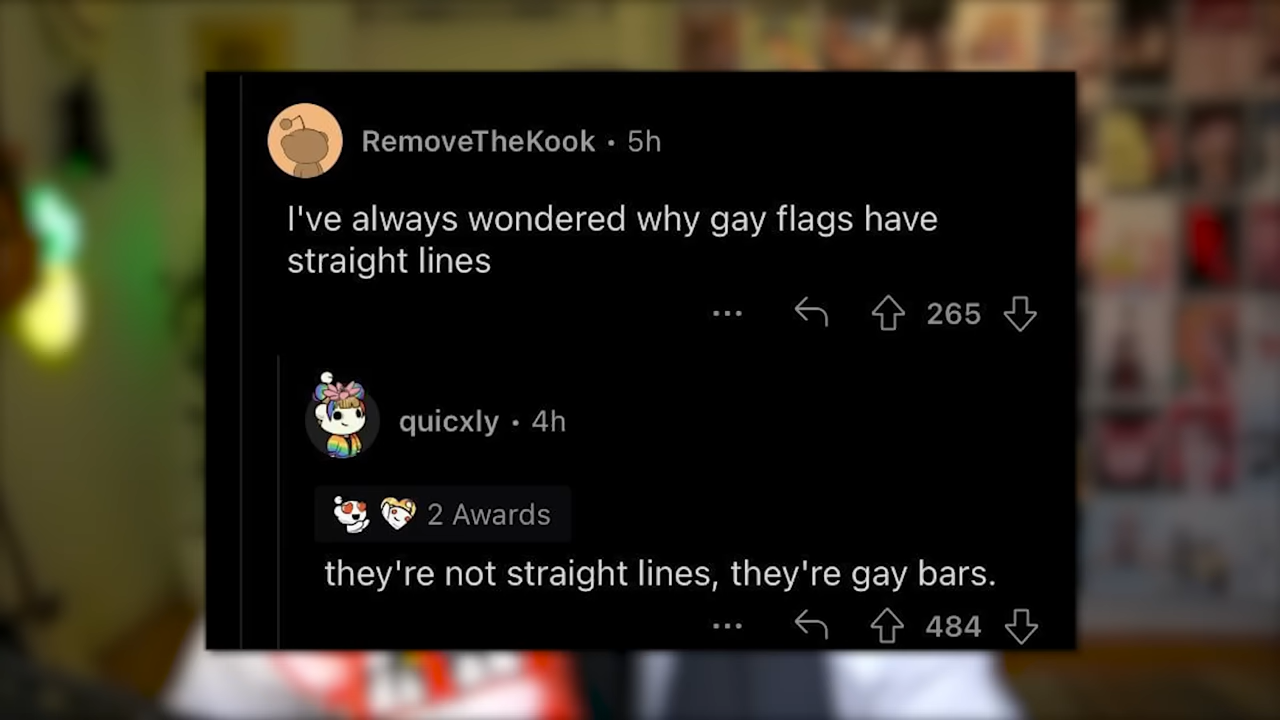 RemoveTheKook · 5h
I've always wondered why gay flags have
straight lines
... 265
quicxly · 4h
2 Awards
they're not straight lines, they're gay bars.
... 484